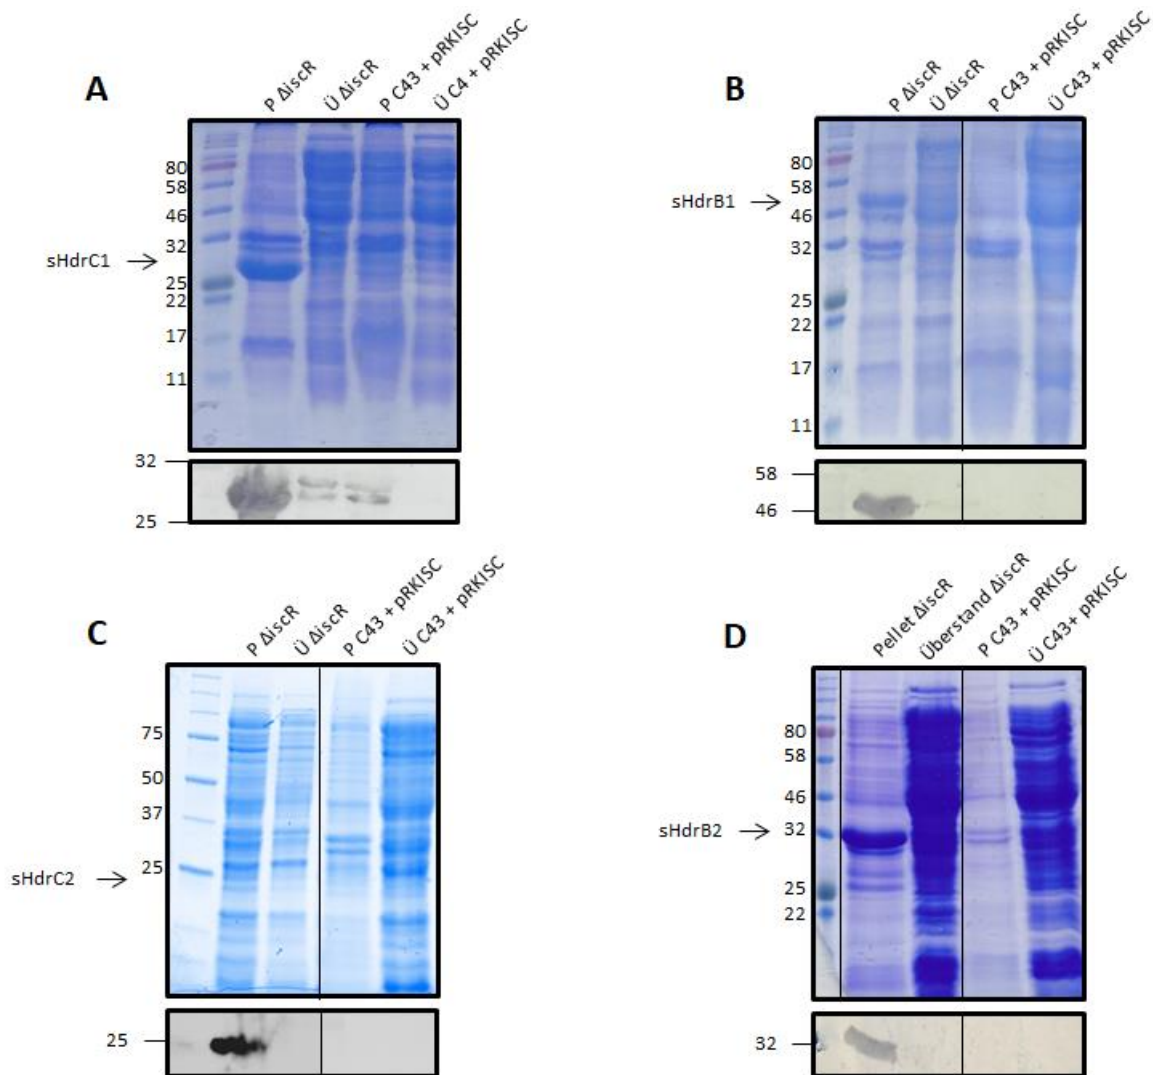 A
P ΔiscR
Ü ΔiscR
P C43 + pRKISC
Ü C4 + pRKISC
80
58
46
32
sHdrC1
25
22
17
11
32
25
B
P ΔiscR
Ü ΔiscR
P C43 + pRKISC
Ü C43 + pRKISC
80
58
sHdrB1
46
32
25
22
17
11
58
46
C
P ΔiscR
Ü ΔiscR
P C43 + pRKISC
Ü C43 + pRKISC
75
50
37
25
sHdrC2
25
D
Pellet ΔiscR
Überstand ΔiscR
P C43 + pRKISC
Ü C43+ pRKISC
80
58
46
sHdrB2
32
25
22
32